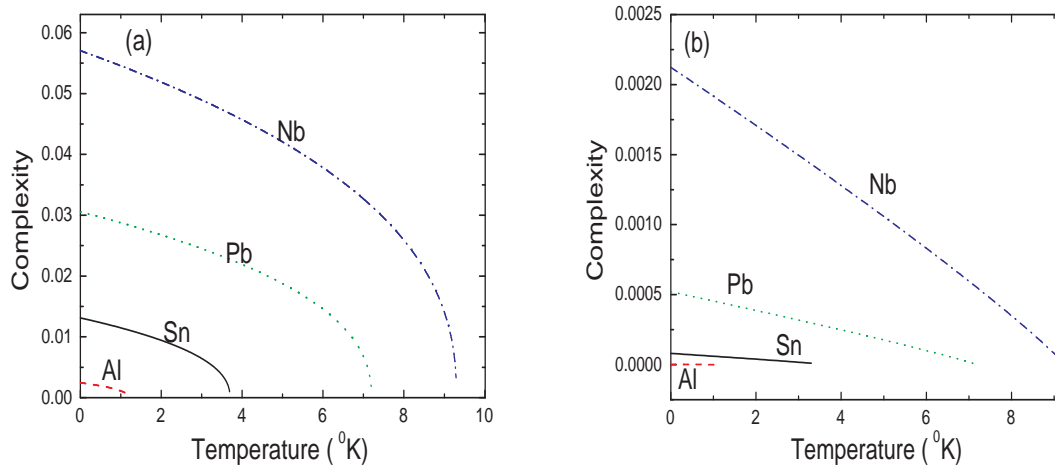 (a)
Complexity
0.06
0.05
0.04
0.03
0.02
0.01
0.00
Nb
Pb
Sn
Al
0 2 4 6 8 10
Temperature ( ⁰K)
(b)
Complexity
0.0025
0.0020
0.0015
0.0010
0.0005
0.0000
Nb
Pb
Sn
Al
0 2 4 6 8
Temperature ( ⁰K)